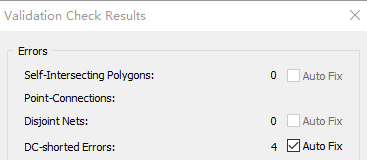 Validation Check Results
Errors
Self-Intersecting Polygons: 0 Auto Fix
Point-Connections:
Disjoint Nets: 0 Auto Fix
DC-shorted Errors: 4 Auto Fix